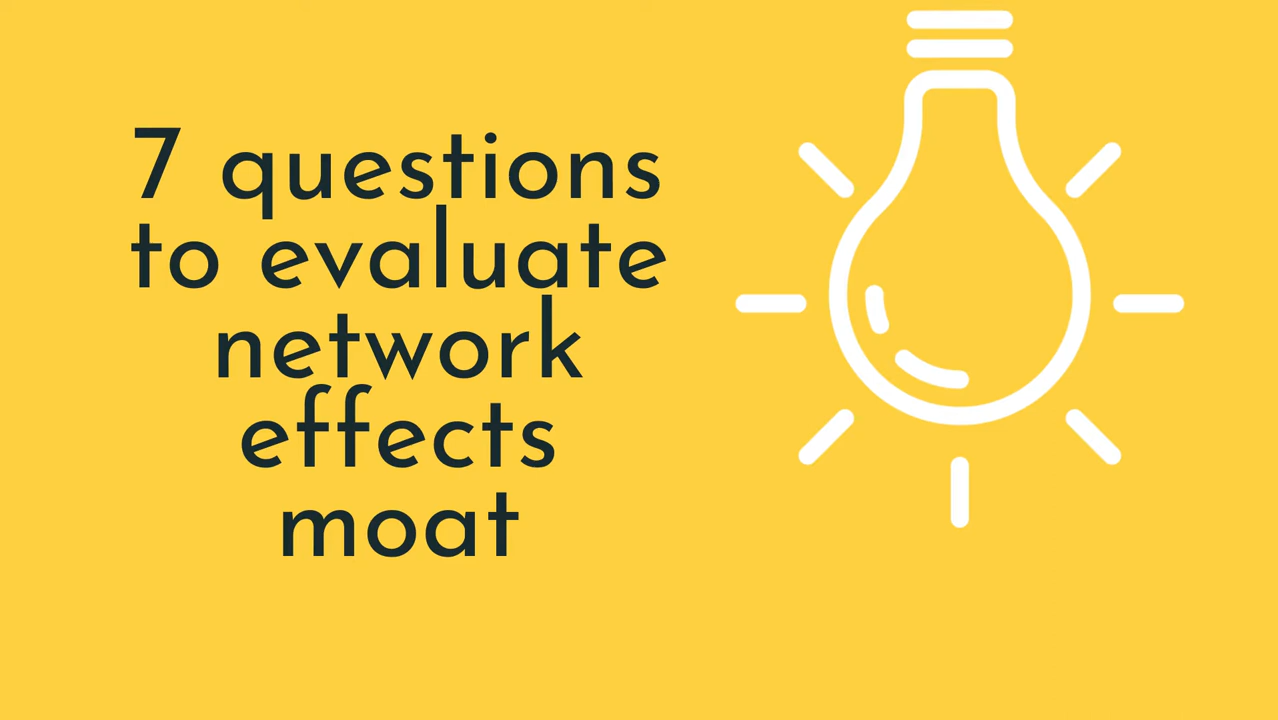 7 questions
to evaluate
network
effects
moat